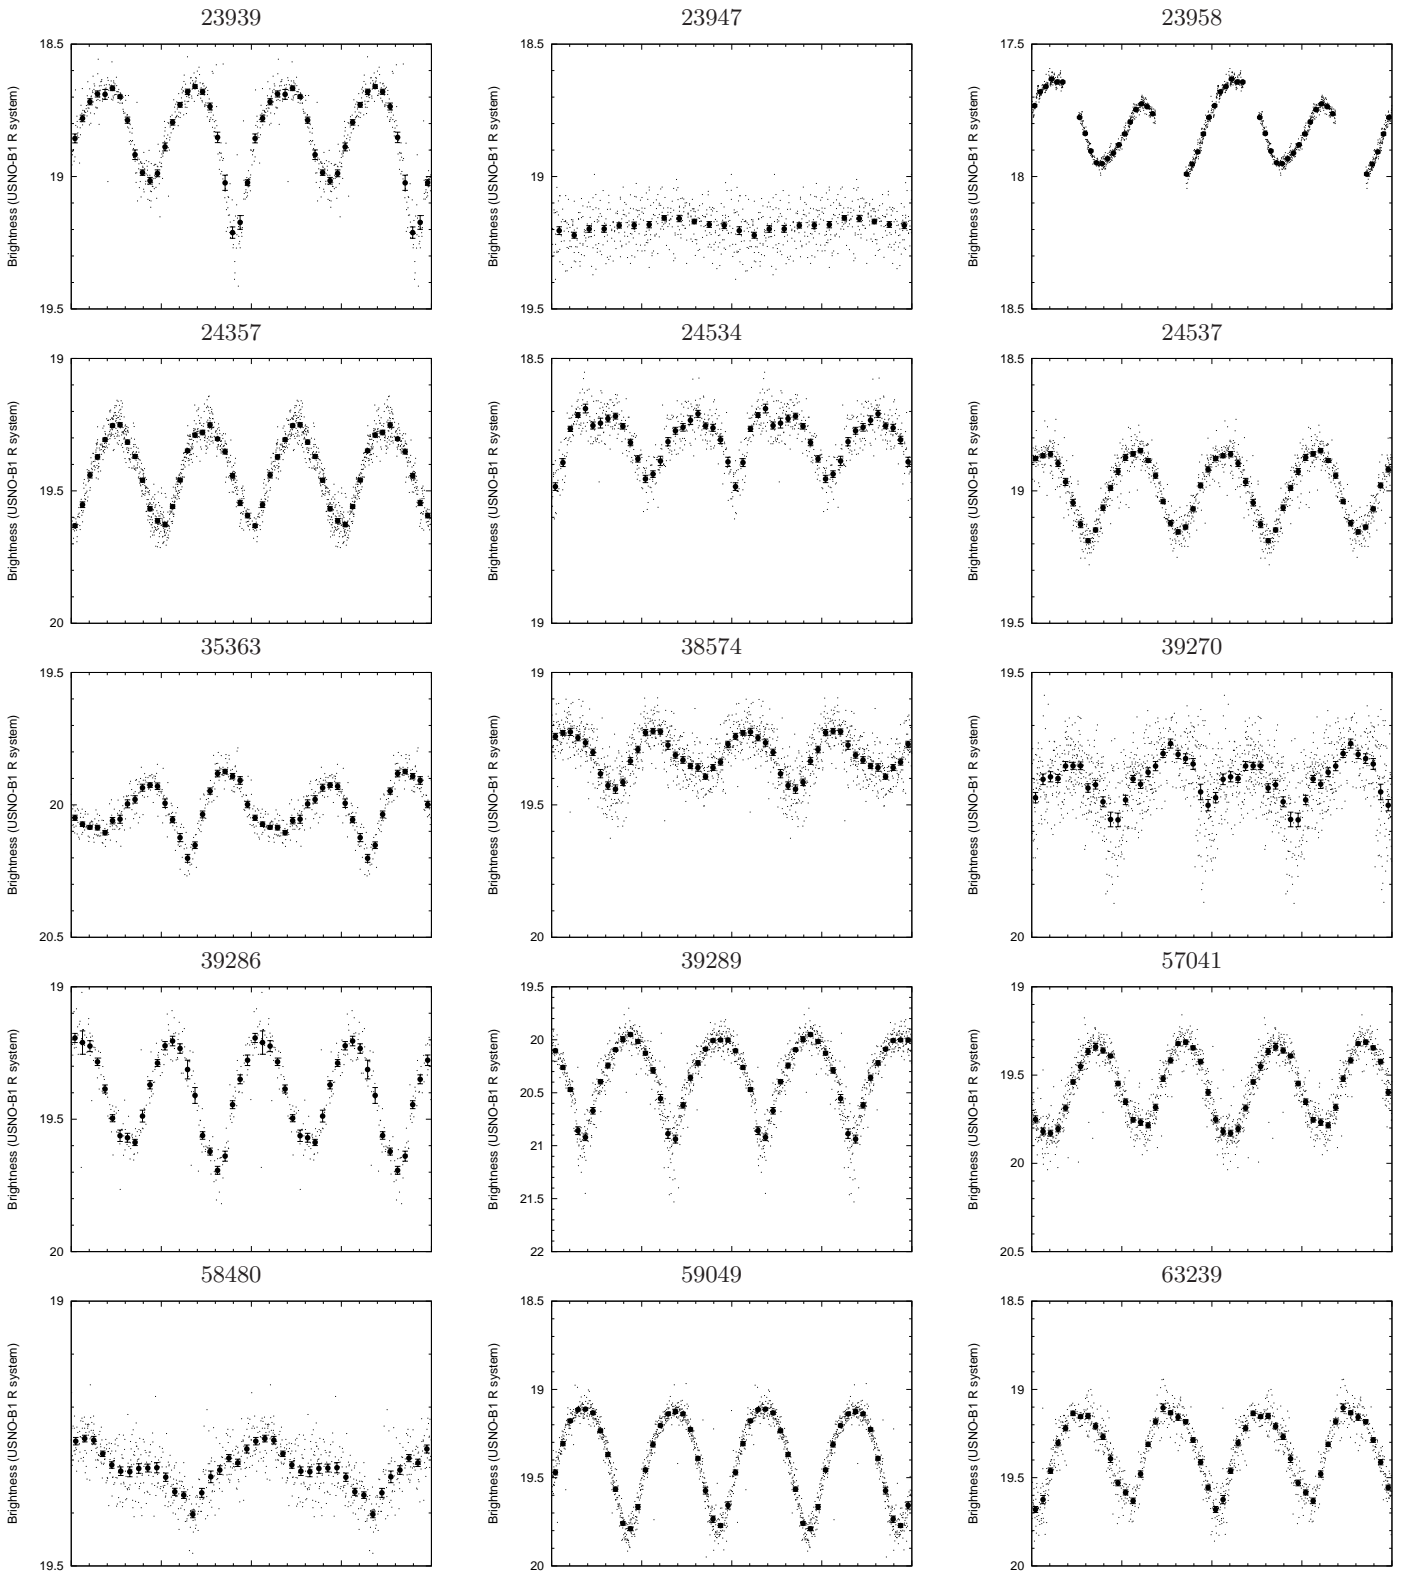 23939 23947 23958
18.5 18.5 17.5
Brightness (USNO-B1 R system) Brightness (USNO-B1 R system) Brightness (USNO-B1 R system)
19 19 18
19.5 19.5 18.5
24357 24534 24537
19 18.5 18.5
Brightness (USNO-B1 R system) Brightness (USNO-B1 R system) Brightness (USNO-B1 R system)
19.5 19
20 19 19.5
35363 38574 39270
19.5 19 19.5
Brightness (USNO-B1 R system) Brightness (USNO-B1 R system) Brightness (USNO-B1 R system)
20 19.5
20.5 20 20
39286 39289 57041
19 19.5 19
20
Brightness (USNO-B1 R system) Brightness (USNO-B1 R system) Brightness (USNO-B1 R system)
19.5 20.5 19.5
21 20
21.5
20 22 20.5
58480 59049 63239
19 18.5 18.5
19 19
Brightness (USNO-B1 R system) Brightness (USNO-B1 R system) Brightness (USNO-B1 R system)
19.5 19.5
19.5 20 20